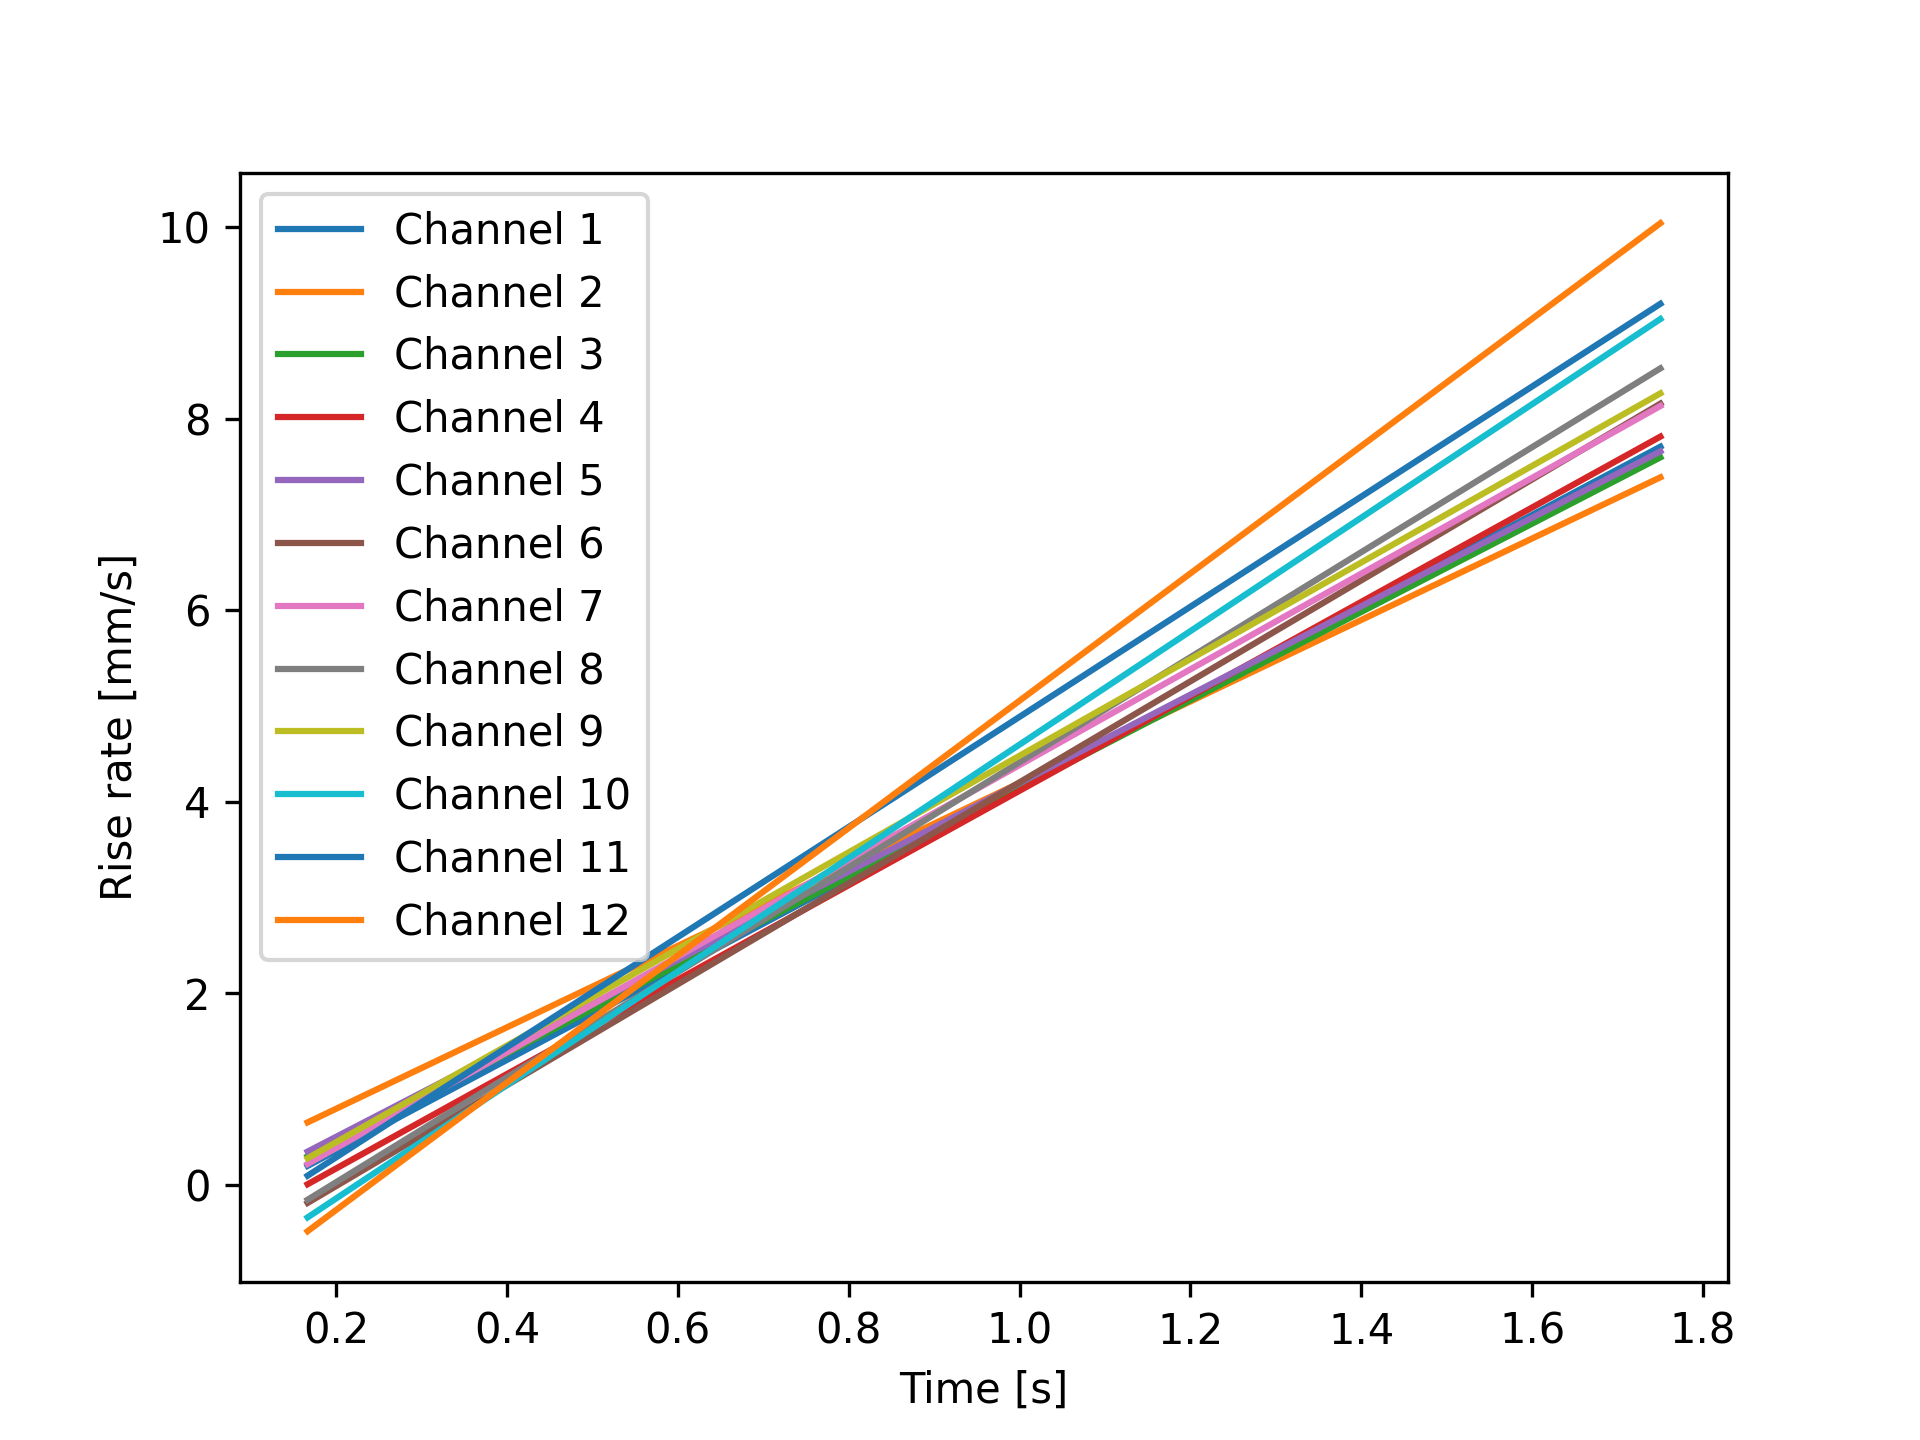 Channel 1
Channel 2
Channel 3
Channel 4
Channel 5
Channel 6
Channel 7
Channel 8
Channel 9
Channel 10
Channel 11
Channel 12
10
8
6
4
2
0
Rise rate [mm/s]
0.2 0.4 0.6 0.8 1.0 1.2 1.4 1.6 1.8
Time [s]